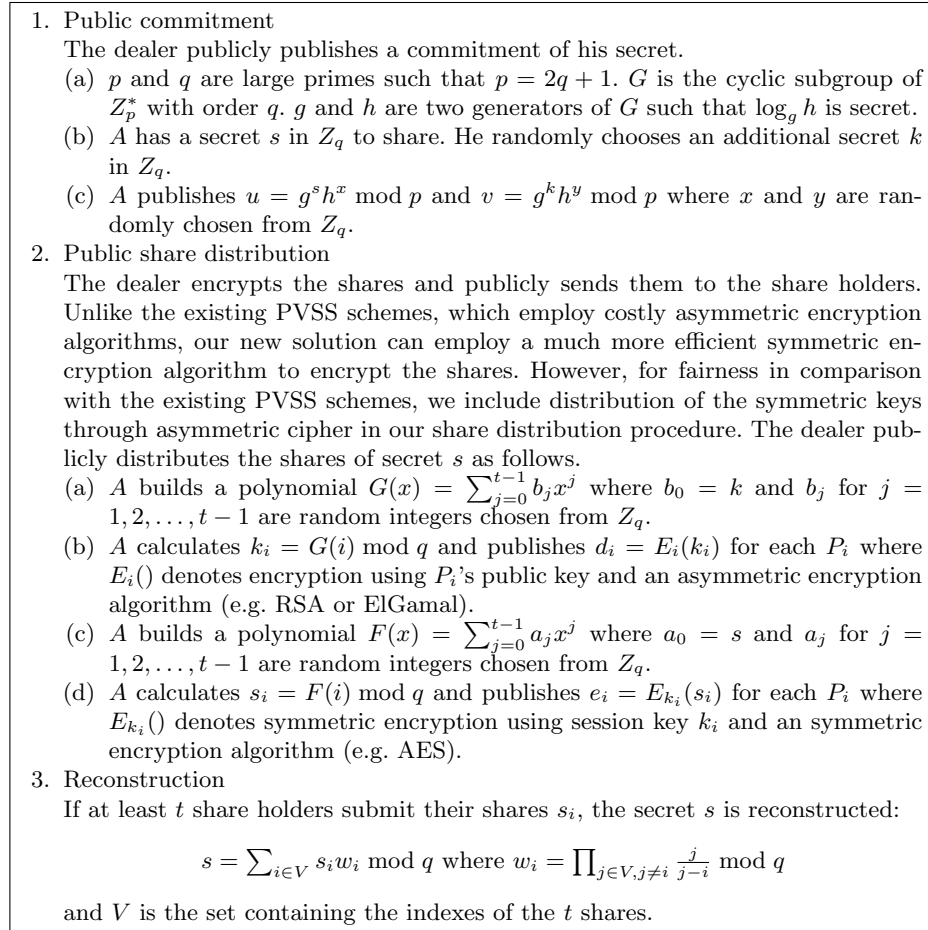 1. Public commitment
The dealer publicly publishes a commitment of his secret.
(a) p and q are large primes such that p = 2q + 1. G is the cyclic subgroup of
Z_p^* with order q. g and h are two generators of G such that log_g h is secret.
(b) A has a secret s in Z_q to share. He randomly chooses an additional secret k
in Z_q.
(c) A publishes u = g^s h^x mod p and v = g^k h^y mod p where x and y are ran-
domly chosen from Z_q.
2. Public share distribution
The dealer encrypts the shares and publicly sends them to the share holders.
Unlike the existing PVSS schemes, which employ costly asymmetric encryption
algorithms, our new solution can employ a much more efficient symmetric en-
cryption algorithm to encrypt the shares. However, for fairness in comparison
with the existing PVSS schemes, we include distribution of the symmetric keys
through asymmetric cipher in our share distribution procedure. The dealer pub-
licly distributes the shares of secret s as follows.
(a) A builds a polynomial G(x) = ∑_{j=0}^{t-1} b_j x^j where b_0 = k and b_j for j =
1, 2, . . . , t − 1 are random integers chosen from Z_q.
(b) A calculates k_i = G(i) mod q and publishes d_i = E_i(k_i) for each P_i where
E_i() denotes encryption using P_i's public key and an asymmetric encryption
algorithm (e.g. RSA or ElGamal).
(c) A builds a polynomial F(x) = ∑_{j=0}^{t-1} a_j x^j where a_0 = s and a_j for j =
1, 2, . . . , t − 1 are random integers chosen from Z_q.
(d) A calculates s_i = F(i) mod q and publishes e_i = E_{k_i}(s_i) for each P_i where
E_{k_i}() denotes symmetric encryption using session key k_i and an symmetric
encryption algorithm (e.g. AES).
3. Reconstruction
If at least t share holders submit their shares s_i, the secret s is reconstructed:
s = ∑_{i∈V} s_i w_i mod q where w_i = ∏_{j∈V,j≠i} \frac{j}{j-i} mod q
and V is the set containing the indexes of the t shares.